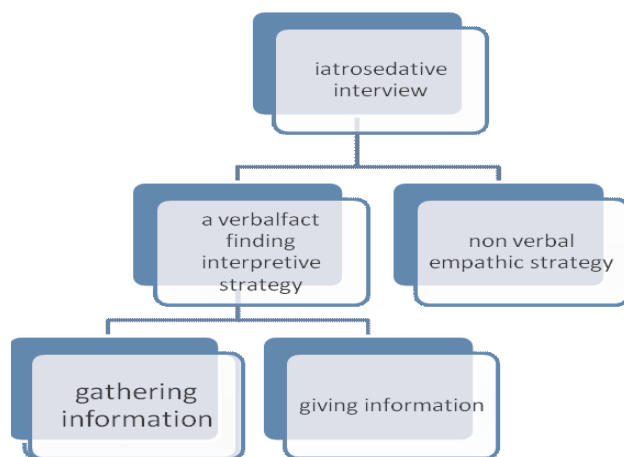 iatrosedative
interview
a verbalfact
finding
interpretive
strategy
non verbal
empathic strategy
gathering
information
giving information